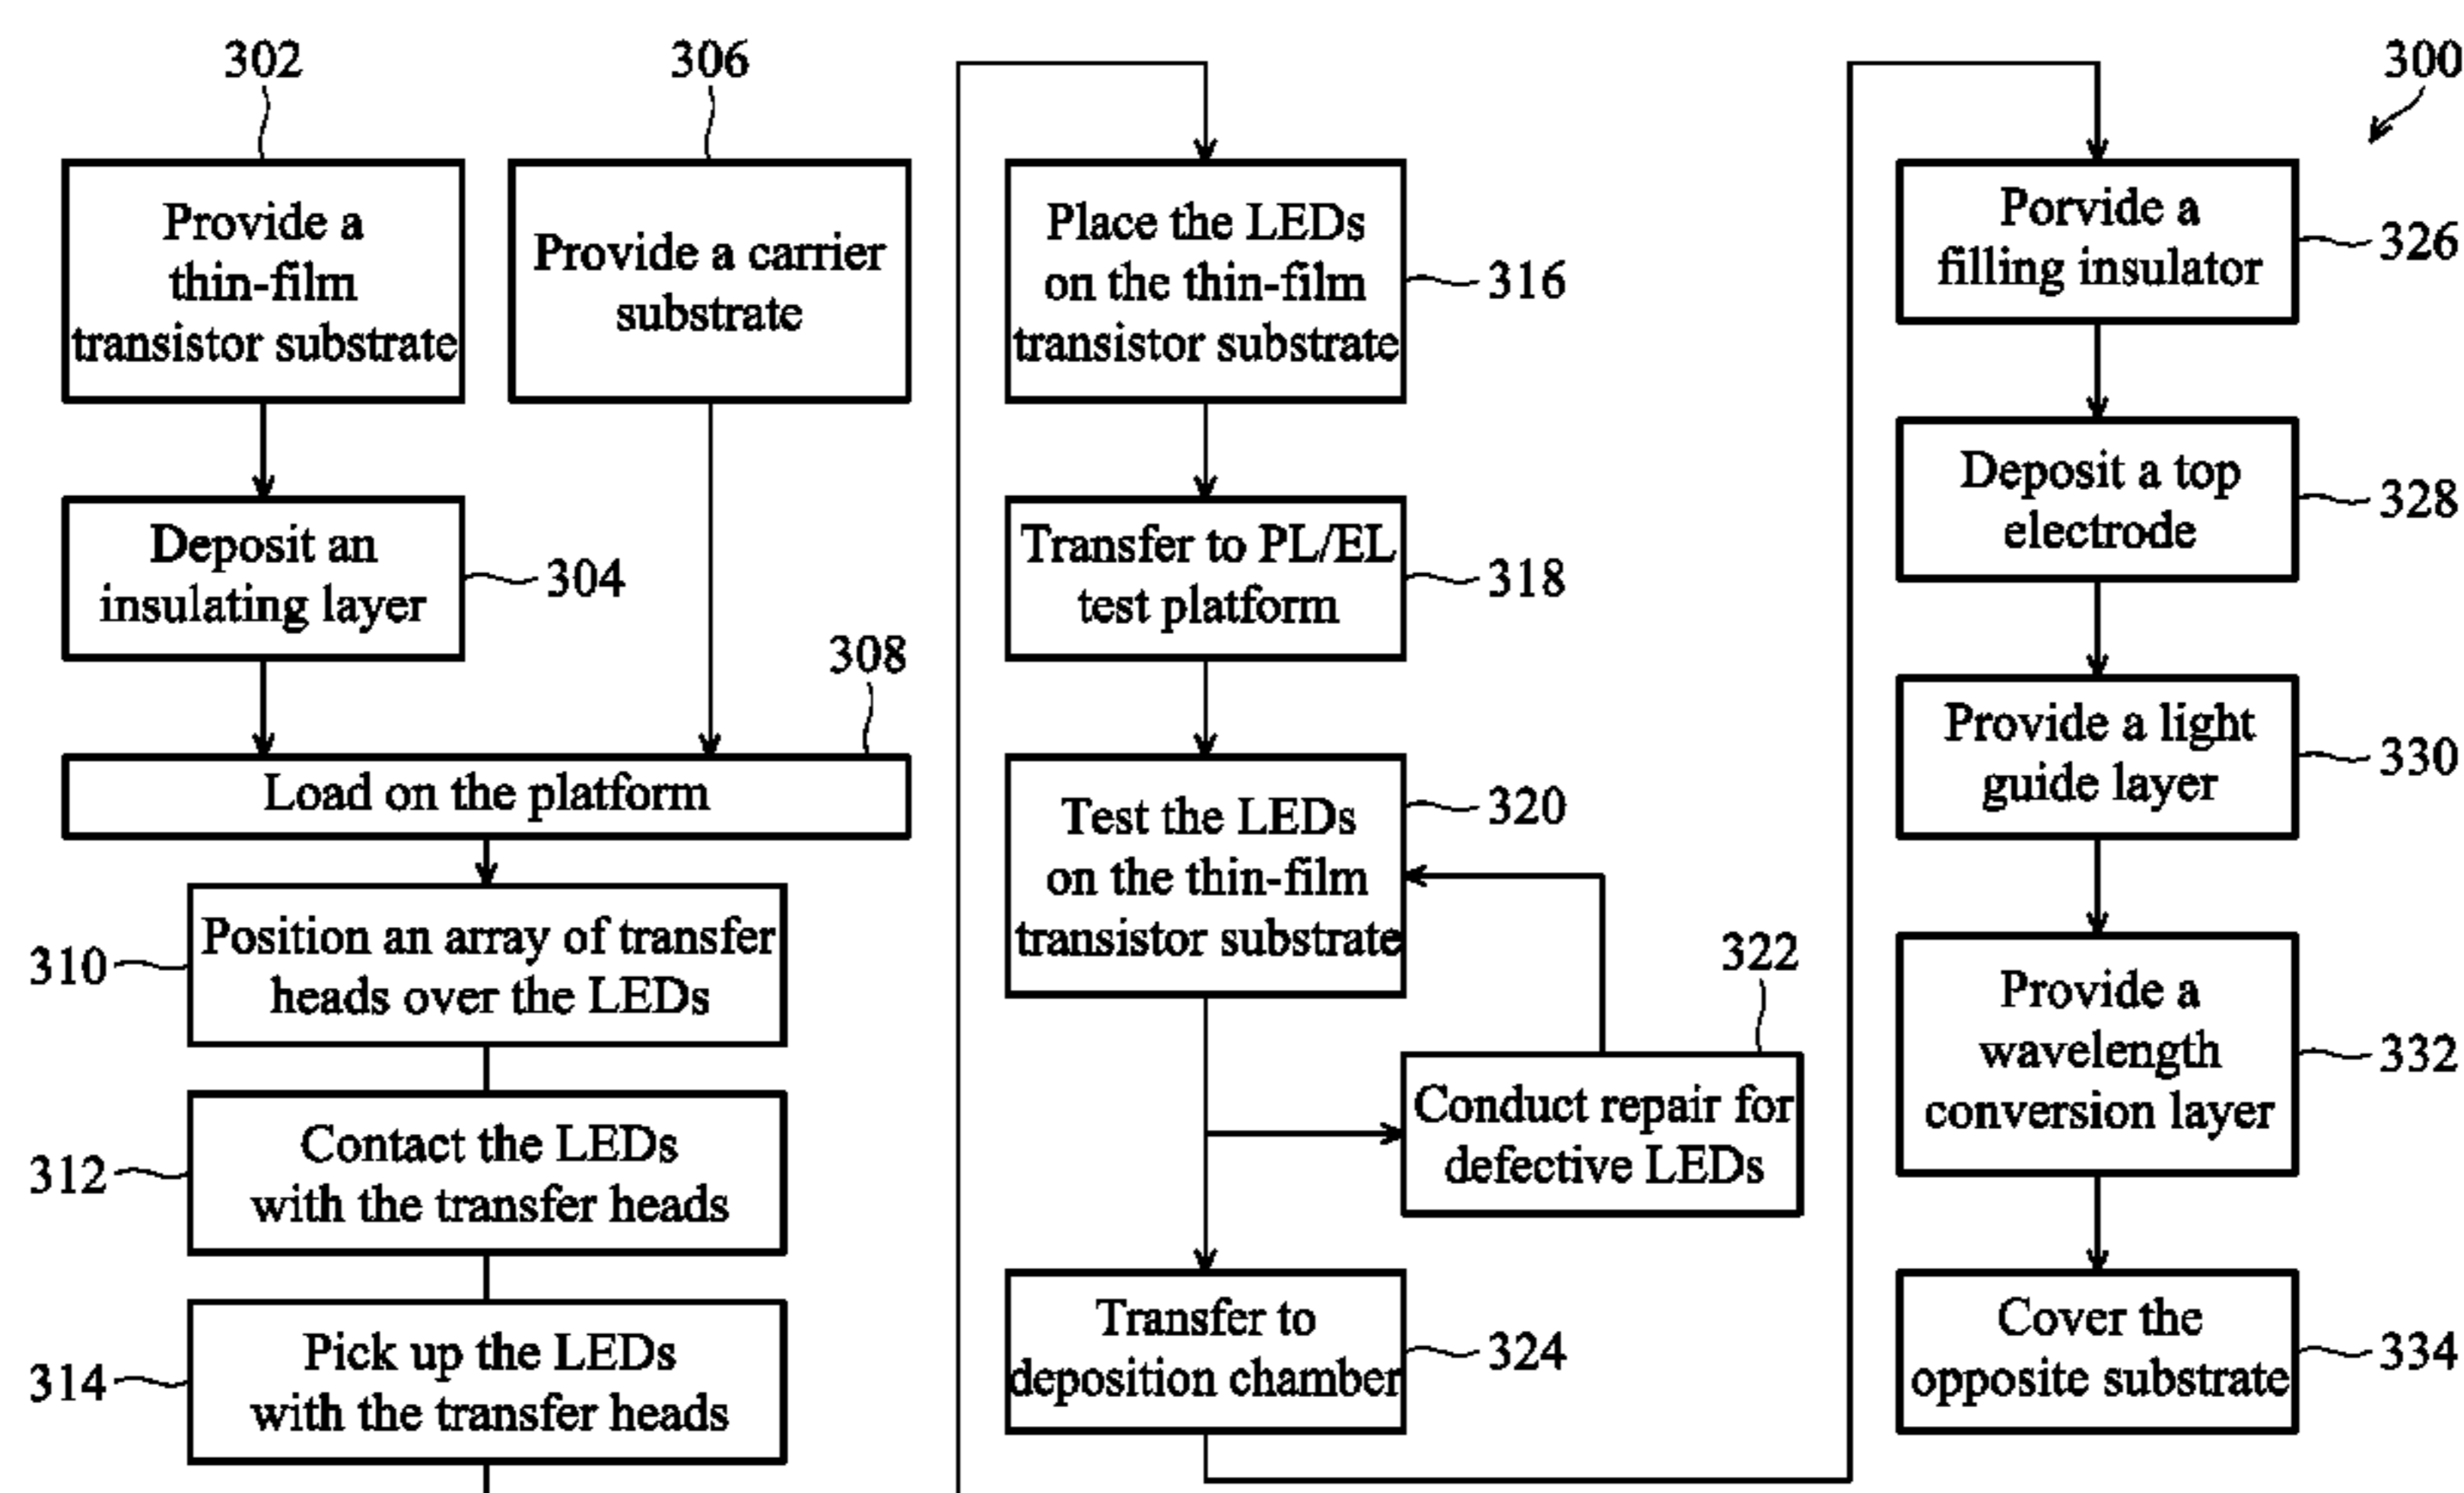 302
Provide a
thin-film
transistor substrate
306
Provide a carrier
substrate
Deposit an
insulating layer
304
308
Load on the platform
310
Position an array of transfer
heads over the LEDs
312
Contact the LEDs
with the transfer heads
314
Pick up the LEDs
with the transfer heads
Place the LEDs
on the thin-film
transistor substrate
316
Transfer to PL/EL
test platform
318
Test the LEDs
on the thin-film
transistor substrate
320
322
Conduct repair for
defective LEDs
Transfer to
deposition chamber
324
300
Porvide a
filling insulator
326
Deposit a top
electrode
328
Provide a light
guide layer
330
Provide a
wavelength
conversion layer
332
Cover the
opposite substrate
334